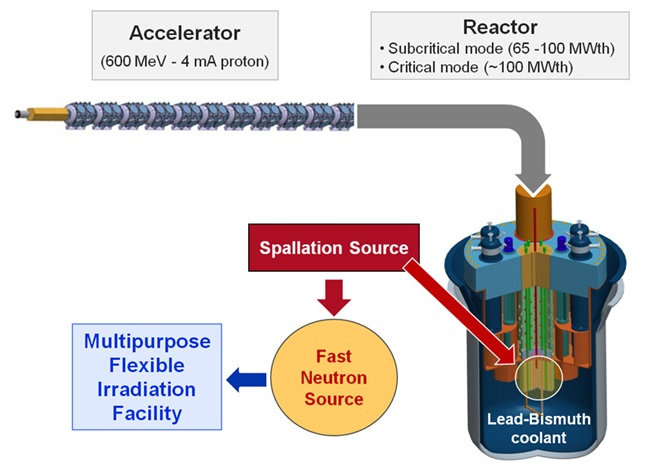 Accelerator
(600 MeV - 4 mA proton)
Reactor
• Subcritical mode (65 -100 MWth)
• Critical mode (~100 MWth)
Spallation Source
Multipurpose
Flexible
Irradiation
Facility
Fast
Neutron
Source
Lead-Bismuth
coolant